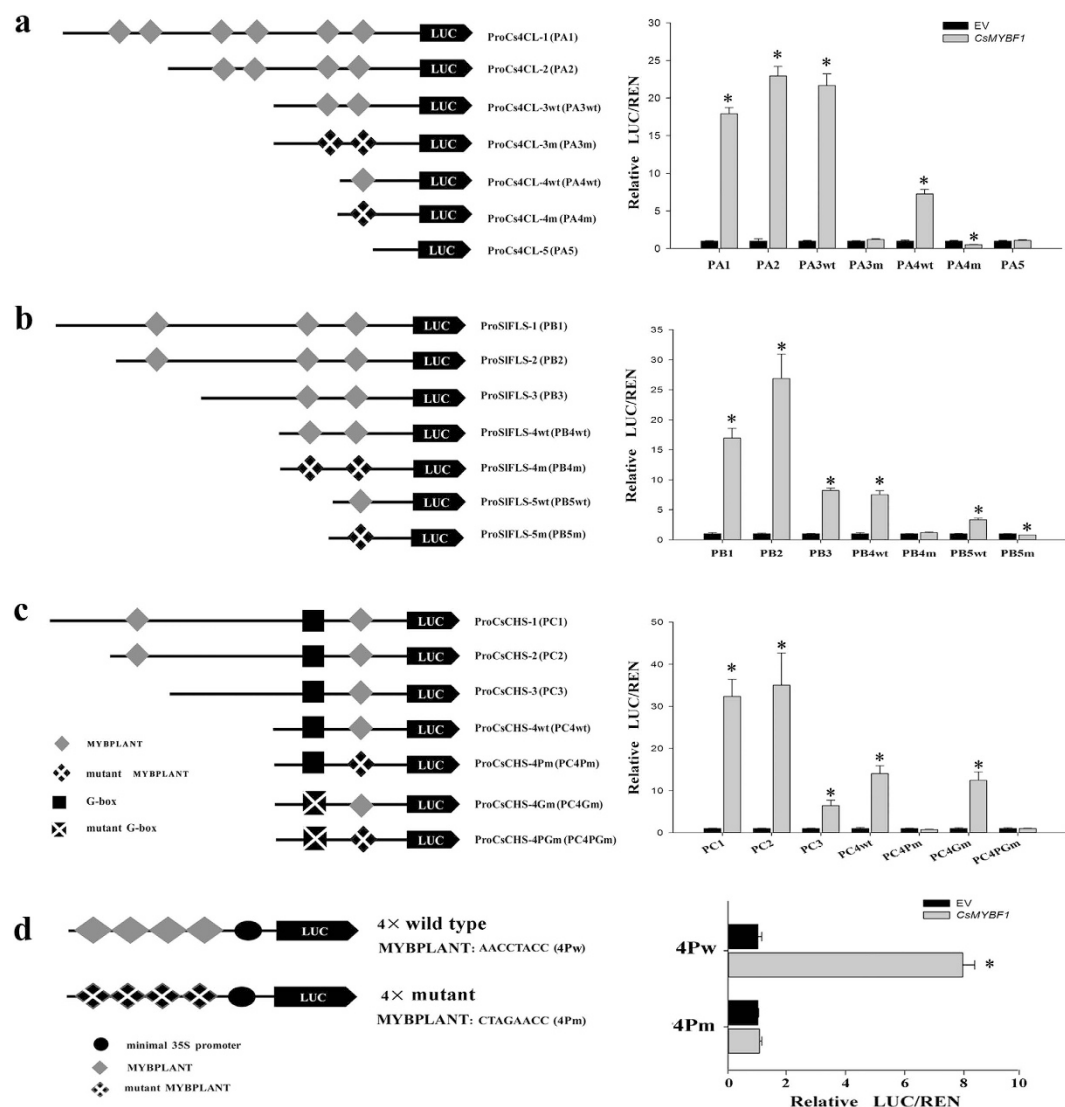 a
LUC ProCs4CL-1 (PA1)
LUC ProCs4CL-2 (PA2)
LUC ProCs4CL-3wt (PA3wt)
LUC ProCs4CL-3m (PA3m)
LUC ProCs4CL-4wt (PA4wt)
LUC ProCs4CL-4m (PA4m)
LUC ProCs4CL-5 (PA5)
Relative LUC/REN
30
25
20
15
10
5
0
EV
CsMYBF1
* * * * *
PA1 PA2 PA3wt PA3m PA4wt PA4m PA5
b
LUC ProSlFLS-1 (PB1)
LUC ProSlFLS-2 (PB2)
LUC ProSlFLS-3 (PB3)
LUC ProSlFLS-4wt (PB4wt)
LUC ProSlFLS-4m (PB4m)
LUC ProSlFLS-5wt (PB5wt)
LUC ProSlFLS-5m (PB5m)
Relative LUC/REN
35
30
25
20
15
10
5
0
* * * * * *
PB1 PB2 PB3 PB4wt PB4m PB5wt PB5m
c
LUC ProCsCHS-1 (PC1)
LUC ProCsCHS-2 (PC2)
LUC ProCsCHS-3 (PC3)
LUC ProCsCHS-4wt (PC4wt)
LUC ProCsCHS-4Pm (PC4Pm)
LUC ProCsCHS-4Gm (PC4Gm)
LUC ProCsCHS-4PGm (PC4PGm)
MYBPLANT
mutant MYBPLANT
G-box
mutant G-box
Relative LUC/REN
50
40
30
20
10
0
* * * * *
PC1 PC2 PC3 PC4wt PC4Pm PC4Gm PC4PGm
d
LUC 4× wild type
MYBPLANT: AACCTACC (4Pw)
LUC 4× mutant
MYBPLANT: CTAGAACC (4Pm)
minimal 35S promoter
MYBPLANT
mutant MYBPLANT
EV
CsMYBF1
4Pw
*
4Pm
0 2 4 6 8 10
Relative LUC/REN